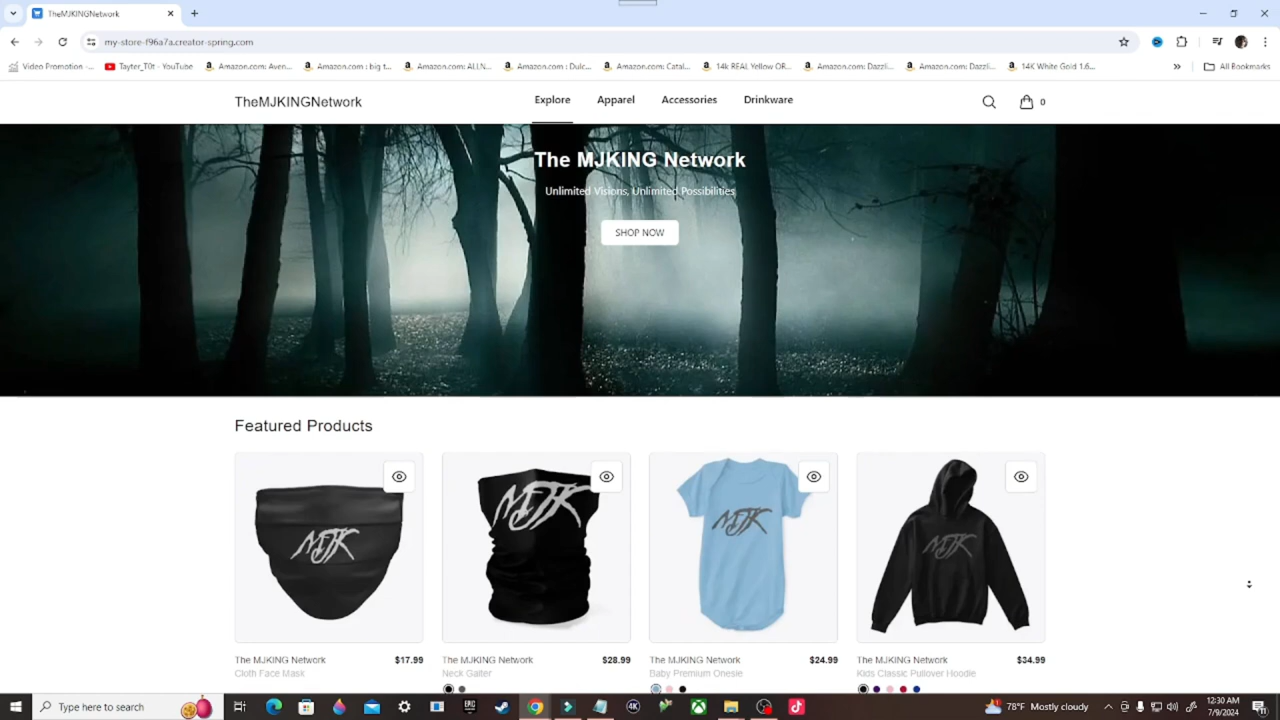 TheMJKINGNetwork
my-store-f96a7a.creator-spring.com
Video Promotion -...
Tayter_T0t - YouTube
Amazon.com: Aven...
Amazon.com : big t...
Amazon.com: ALLN...
Amazon.com : Dulc...
Amazon.com: Catal...
14k REAL Yellow OR...
Amazon.com: Dazzli...
Amazon.com: Dazzli...
14K White Gold 1.6...
All Bookmarks
TheMJKINGNetwork
Explore
Apparel
Accessories
Drinkware
0
The MJKING Network
Unlimited Visions, Unlimited Possibilities
SHOP NOW
Featured Products
MJK
MJK
MJK
MJK
The MJKING Network $17.99
Cloth Face Mask
The MJKING Network $28.99
Neck Gaiter
The MJKING Network $24.99
Baby Premium Onesie
The MJKING Network $34.99
Kids Classic Pullover Hoodie
Type here to search
EPIC
4K
78°F Mostly cloudy
12:30 AM
7/9/2024